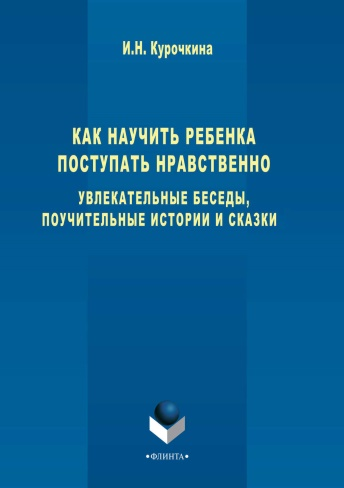 И.Н. Курочкина
КАК НАУЧИТЬ РЕБЕНКА
ПОСТУПАТЬ НРАВСТВЕННО
УВЛЕКАТЕЛЬНЫЕ БЕСЕДЫ,
ПОУЧИТЕЛЬНЫЕ ИСТОРИИ И СКАЗКИ
• ФЛИНТА •